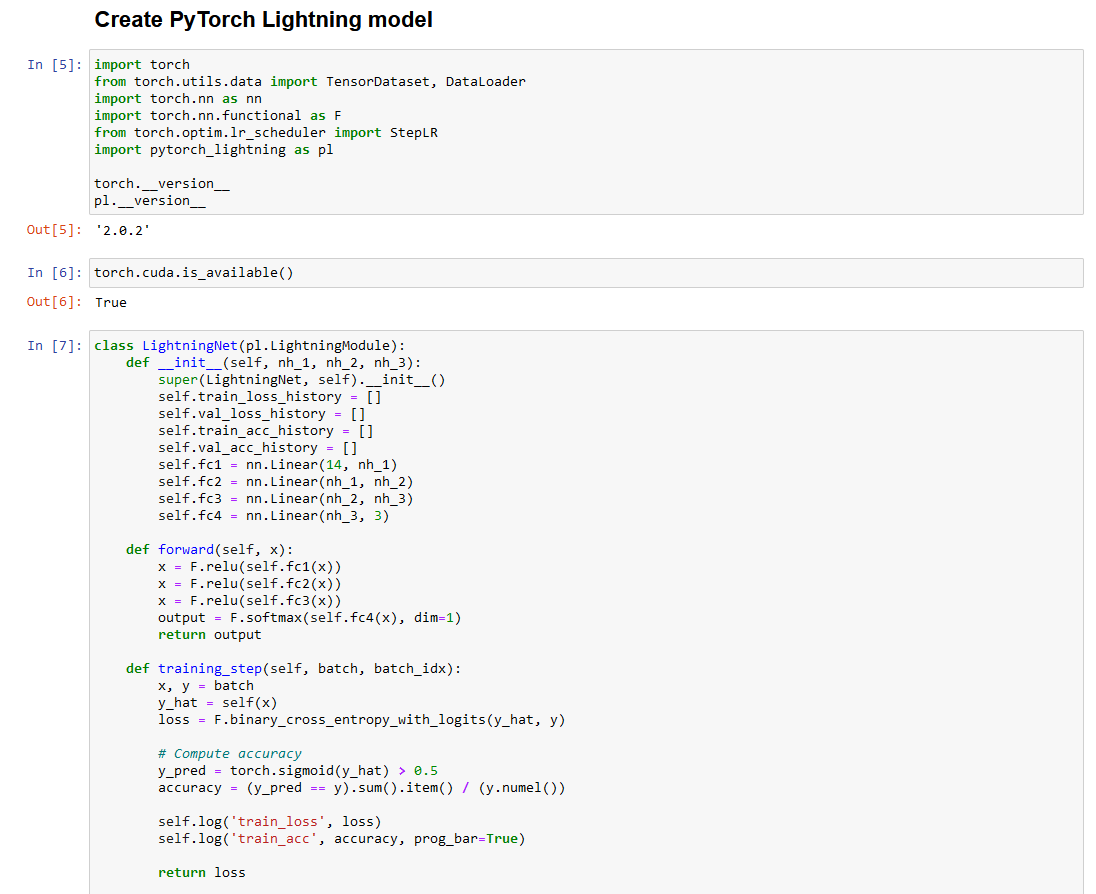 Create PyTorch Lightning model
In [5]:
import torch
from torch.utils.data import TensorDataset, DataLoader
import torch.nn as nn
import torch.nn.functional as F
from torch.optim.lr_scheduler import StepLR
import pytorch_lightning as pl
torch.__version__
pl.__version__
Out[5]: '2.0.2'
In [6]: torch.cuda.is_available()
Out[6]: True
In [7]:
class LightningNet(pl.LightningModule):
    def __init__(self, nh_1, nh_2, nh_3):
        super(LightningNet, self).__init__()
        self.train_loss_history = []
        self.val_loss_history = []
        self.train_acc_history = []
        self.val_acc_history = []
        self.fc1 = nn.Linear(14, nh_1)
        self.fc2 = nn.Linear(nh_1, nh_2)
        self.fc3 = nn.Linear(nh_2, nh_3)
        self.fc4 = nn.Linear(nh_3, 3)
    def forward(self, x):
        x = F.relu(self.fc1(x))
        x = F.relu(self.fc2(x))
        x = F.relu(self.fc3(x))
        output = F.softmax(self.fc4(x), dim=1)
        return output
    def training_step(self, batch, batch_idx):
        x, y = batch
        y_hat = self(x)
        loss = F.binary_cross_entropy_with_logits(y_hat, y)
        # Compute accuracy
        y_pred = torch.sigmoid(y_hat) > 0.5
        accuracy = (y_pred == y).sum().item() / (y.numel())
        self.log('train_loss', loss)
        self.log('train_acc', accuracy, prog_bar=True)
        return loss